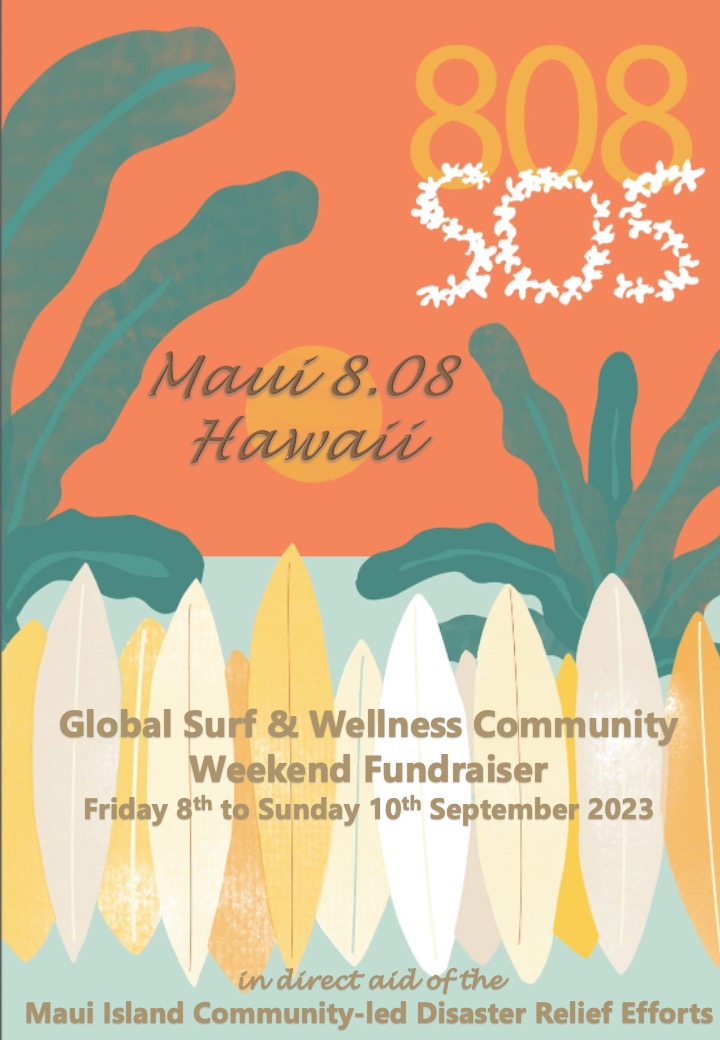 808
SOS
Maui 8.08
Hawaii
Global Surf & Wellness Community
Weekend Fundraiser
Friday 8th to Sunday 10th September 2023
in direct aid of the
Maui Island Community-led Disaster Relief Efforts